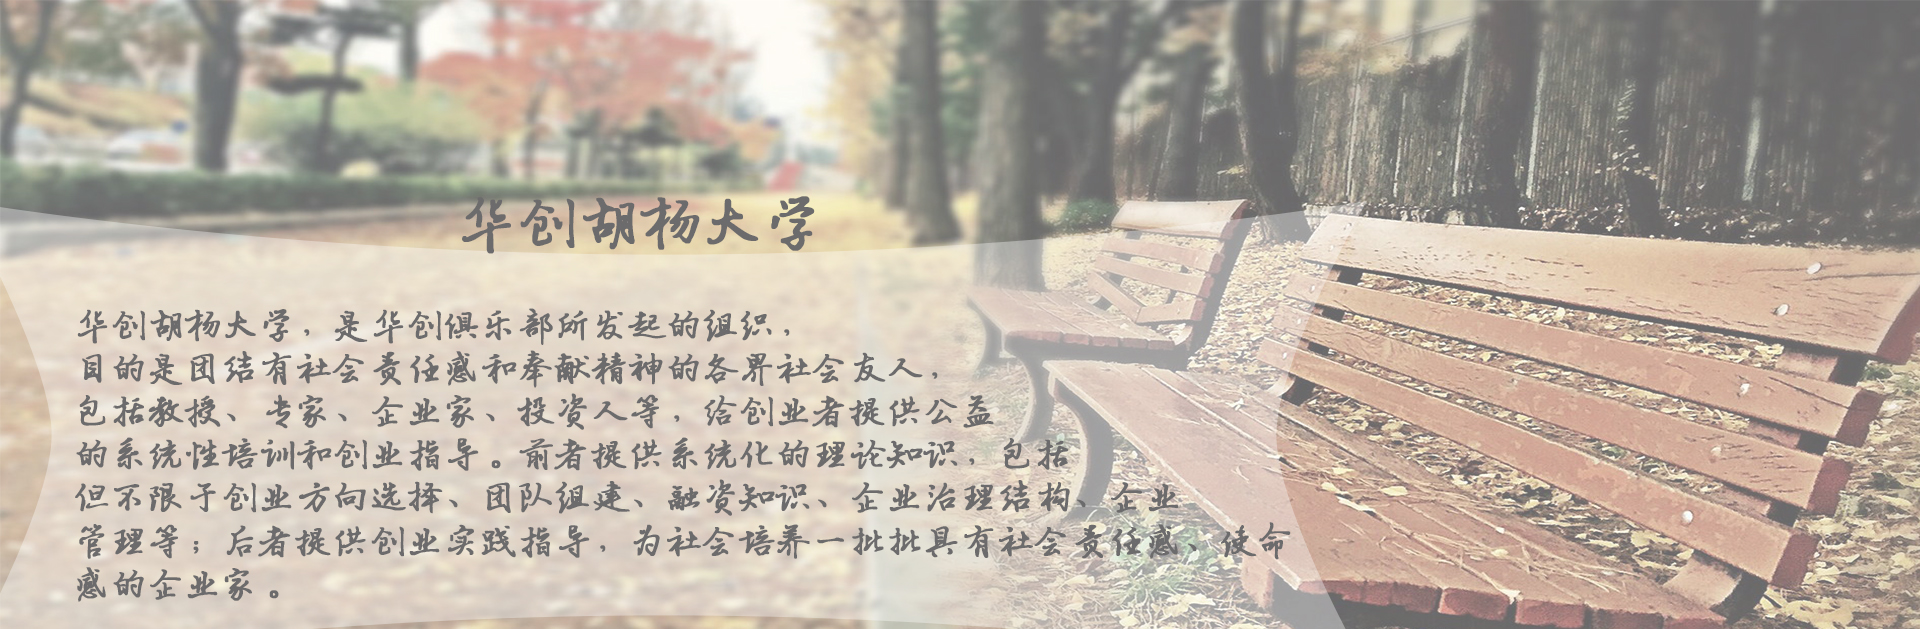 华创胡杨大学
华创胡杨大学，是华创俱乐部所发起的组织，
目的是团结有社会责任感和奉献精神的各界社会友人，
包括教授、专家、企业家、投资人等，给创业者提供公益
的系统性培训和创业指导。前者提供系统化的理论知识，包括
但不限于创业方向选择、团队组建、融资知识、企业治理结构、企业
管理等；后者提供创业实践指导，为社会培养一批批具有社会责任感、使命
感的企业家。